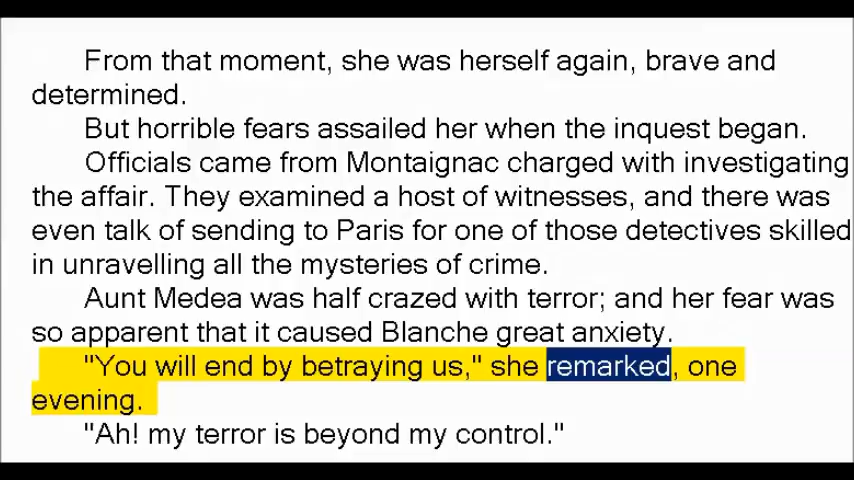 From that moment, she was herself again, brave and
determined.
But horrible fears assailed her when the inquest began.
Officials came from Montaignac charged with investigating
the affair. They examined a host of witnesses, and there was
even talk of sending to Paris for one of those detectives skilled
in unravelling all the mysteries of crime.
Aunt Medea was half crazed with terror; and her fear was
so apparent that it caused Blanche great anxiety.
"You will end by betraying us," she remarked, one
evening.
"Ah! my terror is beyond my control."